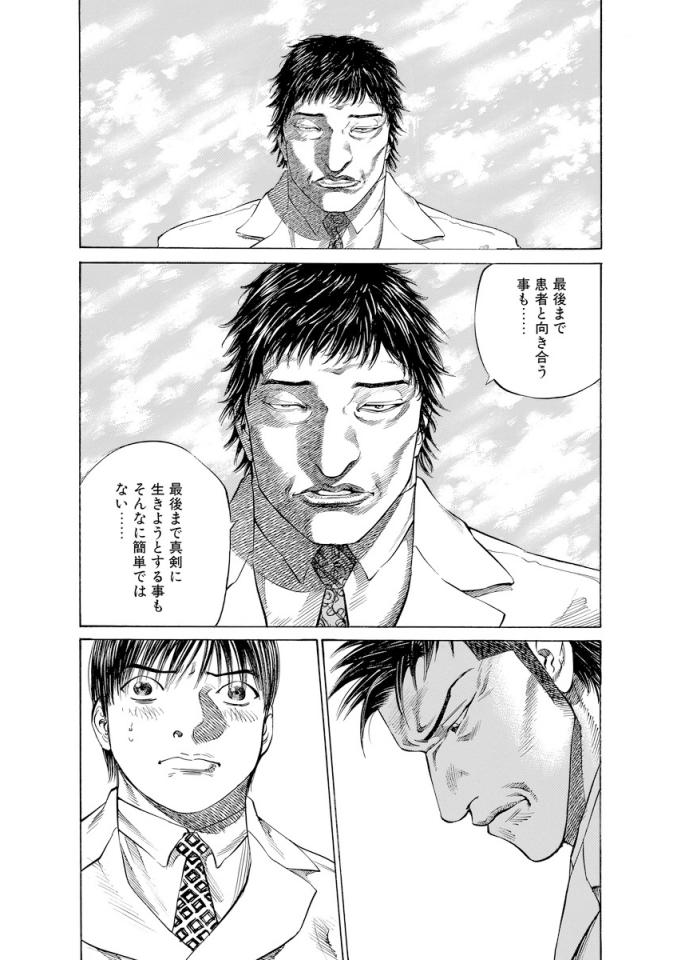 最後まで
患者と向き合う
事も……
最後まで真剣に
生きようとする事も
そんなに簡単では
ない……